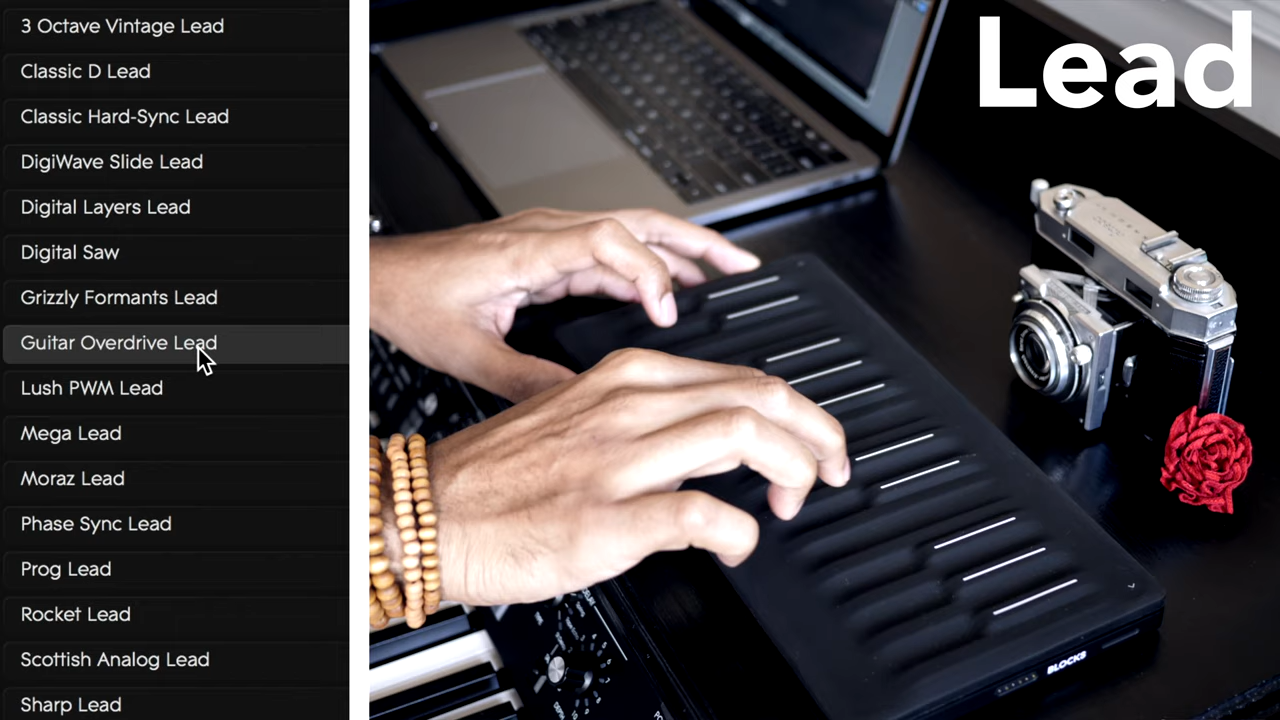 3 Octave Vintage Lead
Classic D Lead
Classic Hard-Sync Lead
DigiWave Slide Lead
Digital Layers Lead
Digital Saw
Grizzly Formants Lead
Guitar Overdrive Lead
Lush PWM Lead
Mega Lead
Moraz Lead
Phase Sync Lead
Prog Lead
Rocket Lead
Scottish Analog Lead
Sharp Lead
Lead
BLOCKS